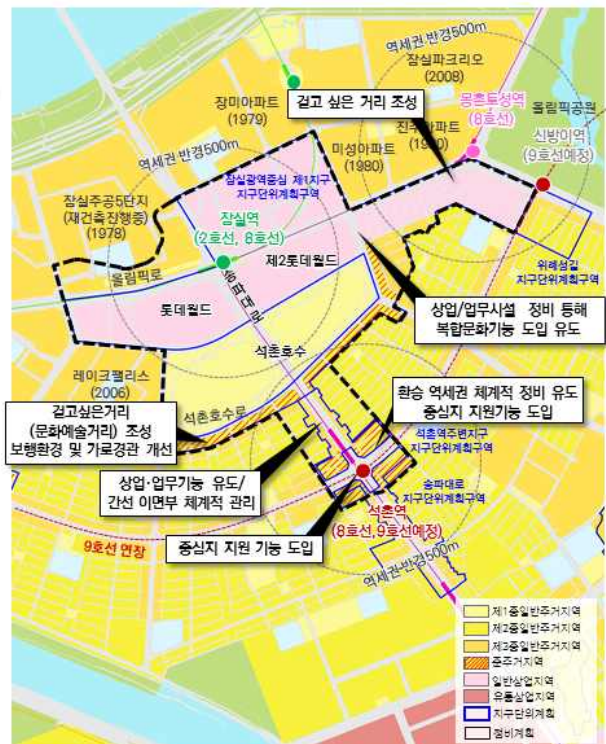 역세권·반경500m
잠실파크리오
(2008)
장미아파트
(1979)
걷고 싶은 거리 조성
몽촌토성역
(8호선)
올림픽공원
신방이역
(9호선예정)
역세권·반경500m
미성아파트
(1980)
잠실광역중심 제1지구
지구단위계획구역
잠실주공5단지
(재건축진행중)
(1978)
잠실역
(2호선, 8호선)
제2롯데월드
올림픽로
송파대로
위례성길
지구단위계획구역
롯데월드
상업/업무시설 정비 통해
복합문화기능 도입 유도
석촌호수
레이크팰리스
(2006)
석촌호수로
환승 역세권 체계적 정비 유도
중심지 지원기능 도입
걷고싶은거리
(문화예술거리) 조성
보행환경 및 가로경관 개선
석촌역주변지구
지구단위계획구역
상업·업무기능 유도/
간선 이면부 체계적 관리
송파대로
지구단위계획구역
석촌역
(8호선,9호선예정)
9호선 연장
중심지 지원 기능 도입
역세권·반경500m
제1종일반주거지역
제2종일반주거지역
제3종일반주거지역
준주거지역
일반상업지역
유통상업지역
지구단위계획
정비계획